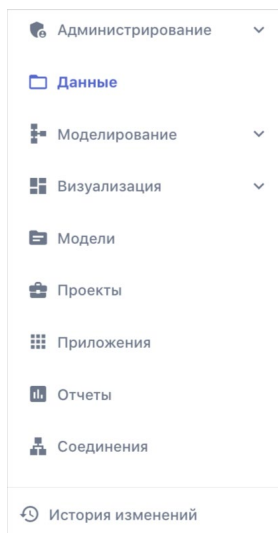 Администрирование
Данные
Моделирование
Визуализация
Модели
Проекты
Приложения
Отчеты
Соединения
История изменений